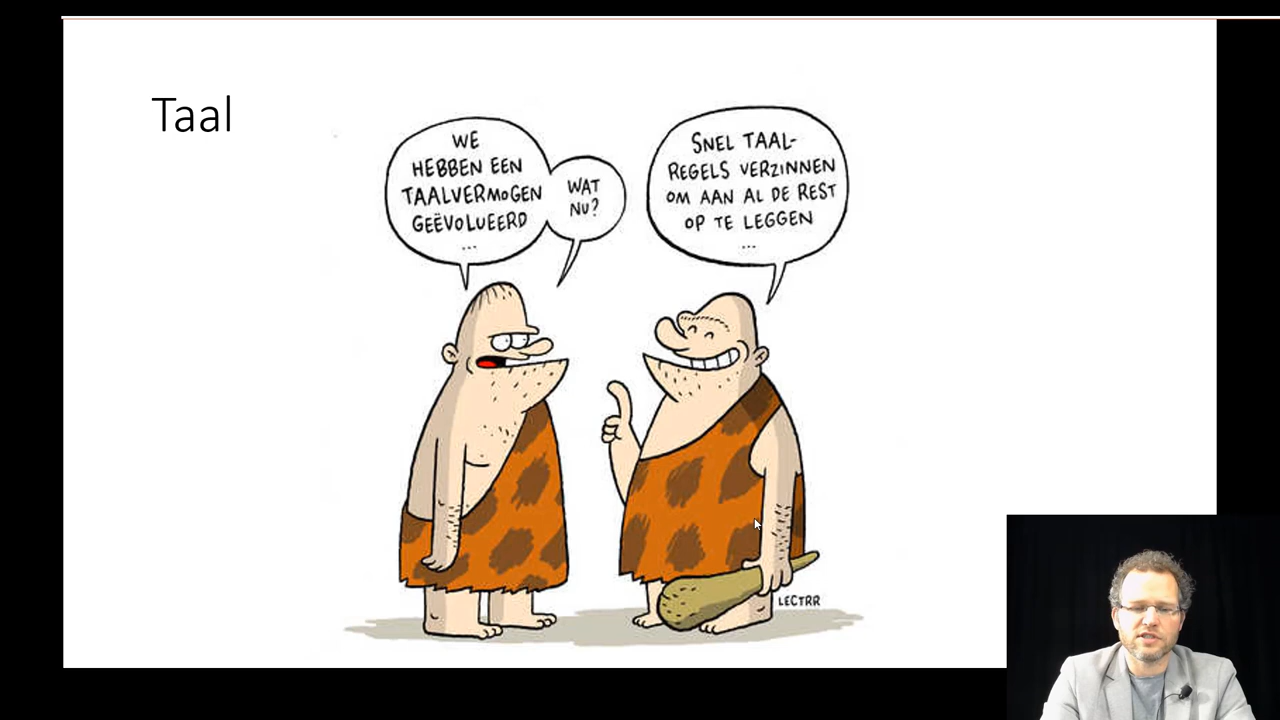 Taal
WE
HEBBEN EEN
TAALVERMOGEN
GEËVOLUEERD
...
WAT
NU?
SNEL TAAL-
REGELS VERZINNEN
OM AAN AL DE REST
OP TE LEGGEN
...
LECTRR